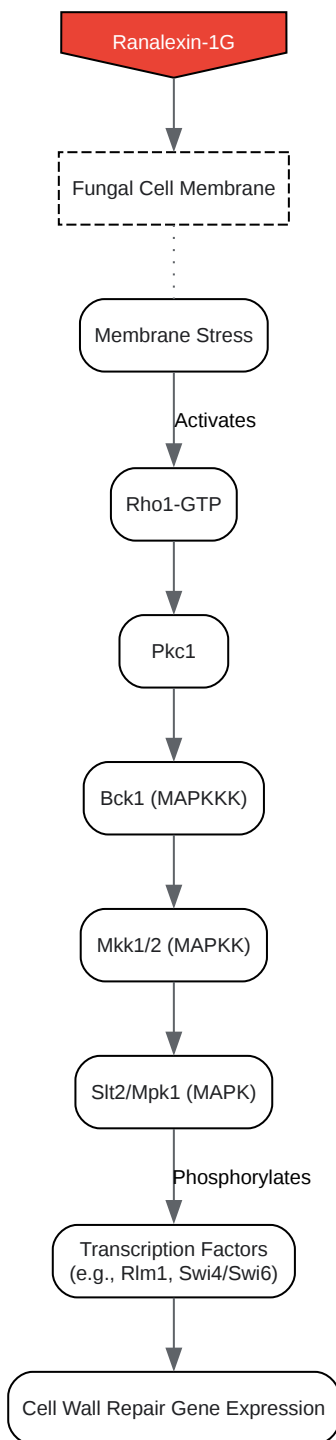 Ranalexin-1G
Fungal Cell Membrane
Membrane Stress
Activates
Rho1-GTP
Pkc1
Bck1 (MAPKKK)
Mkk1/2 (MAPKK)
Slt2/Mpk1 (MAPK)
Phosphorylates
Transcription Factors
(e.g., Rlm1, Swi4/Swi6)
Cell Wall Repair Gene Expression